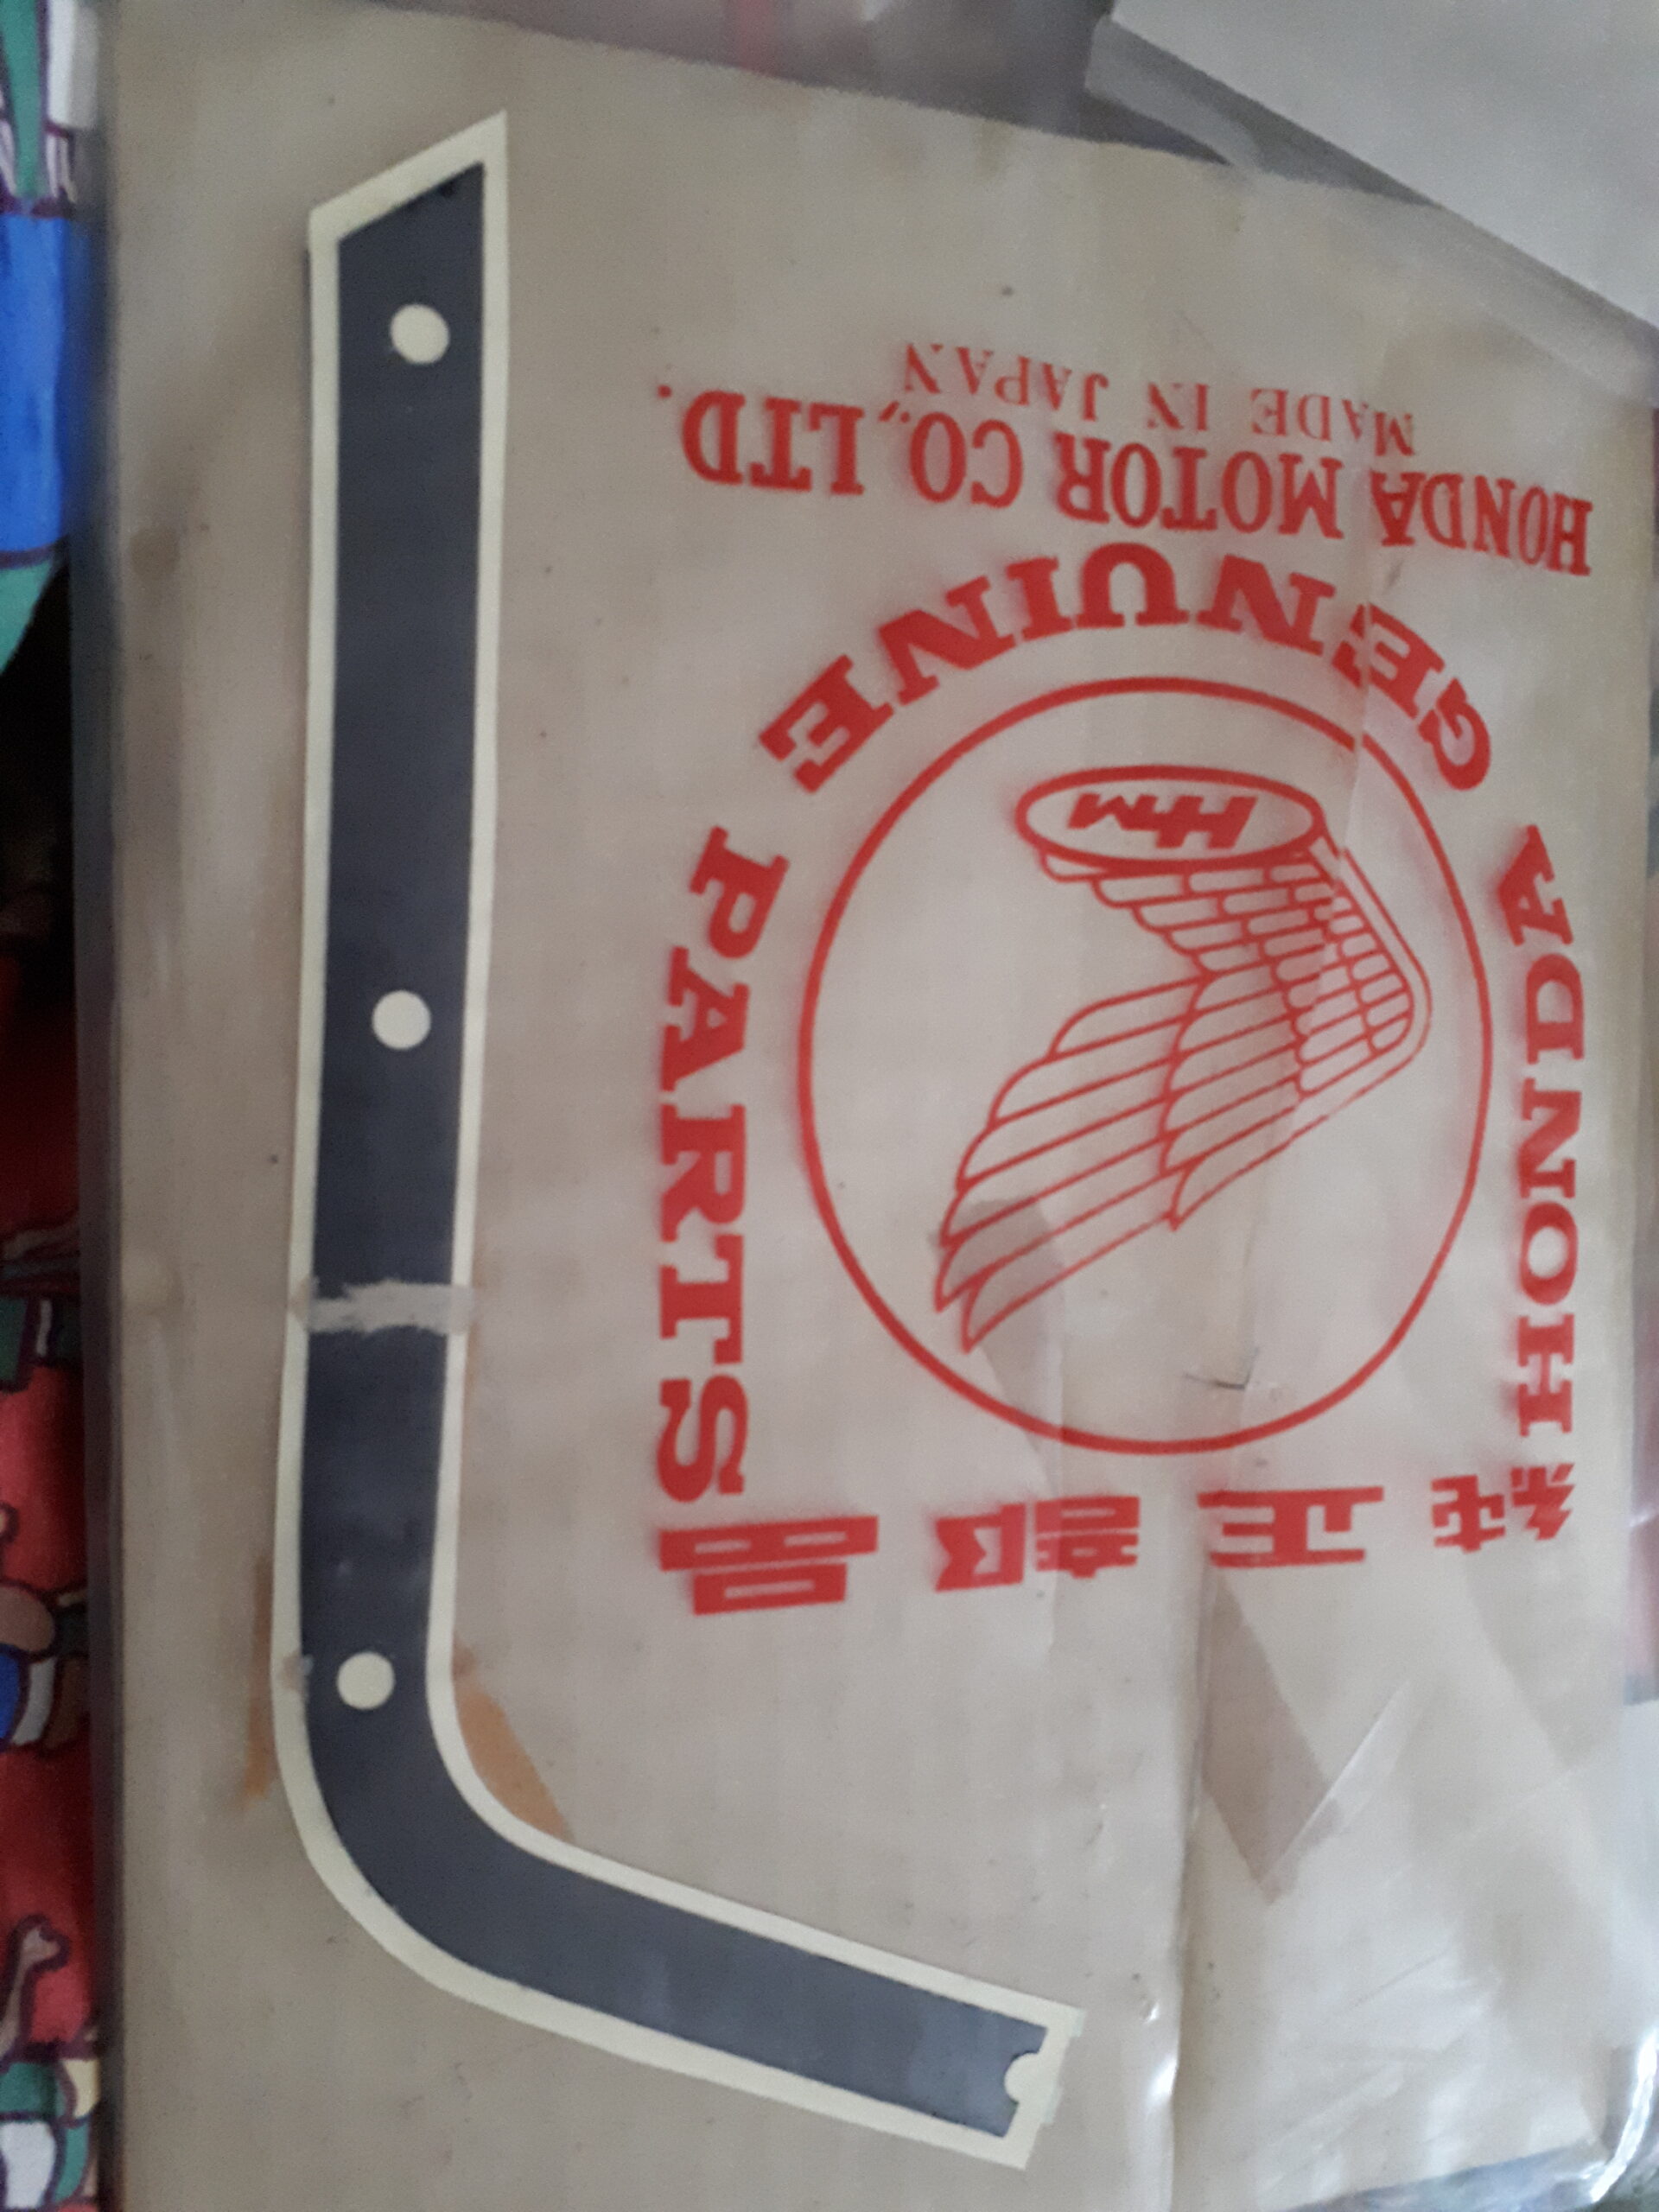 純正部品
HONDA GENUINE PARTS
HM
HONDA MOTOR CO.,LTD.
MADE IN JAPAN